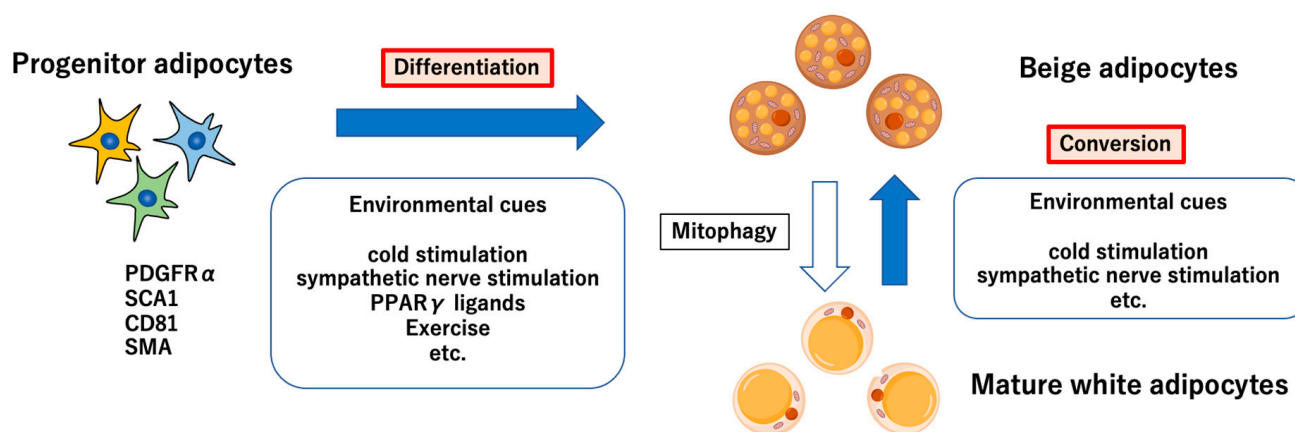 Progenitor adipocytes
PDGFRα
SCA1
CD81
SMA
Differentiation
Environmental cues
cold stimulation
sympathetic nerve stimulation
PPARγ ligands
Exercise
etc.
Beige adipocytes
Mitophagy
Conversion
Environmental cues
cold stimulation
sympathetic nerve stimulation
etc.
Mature white adipocytes